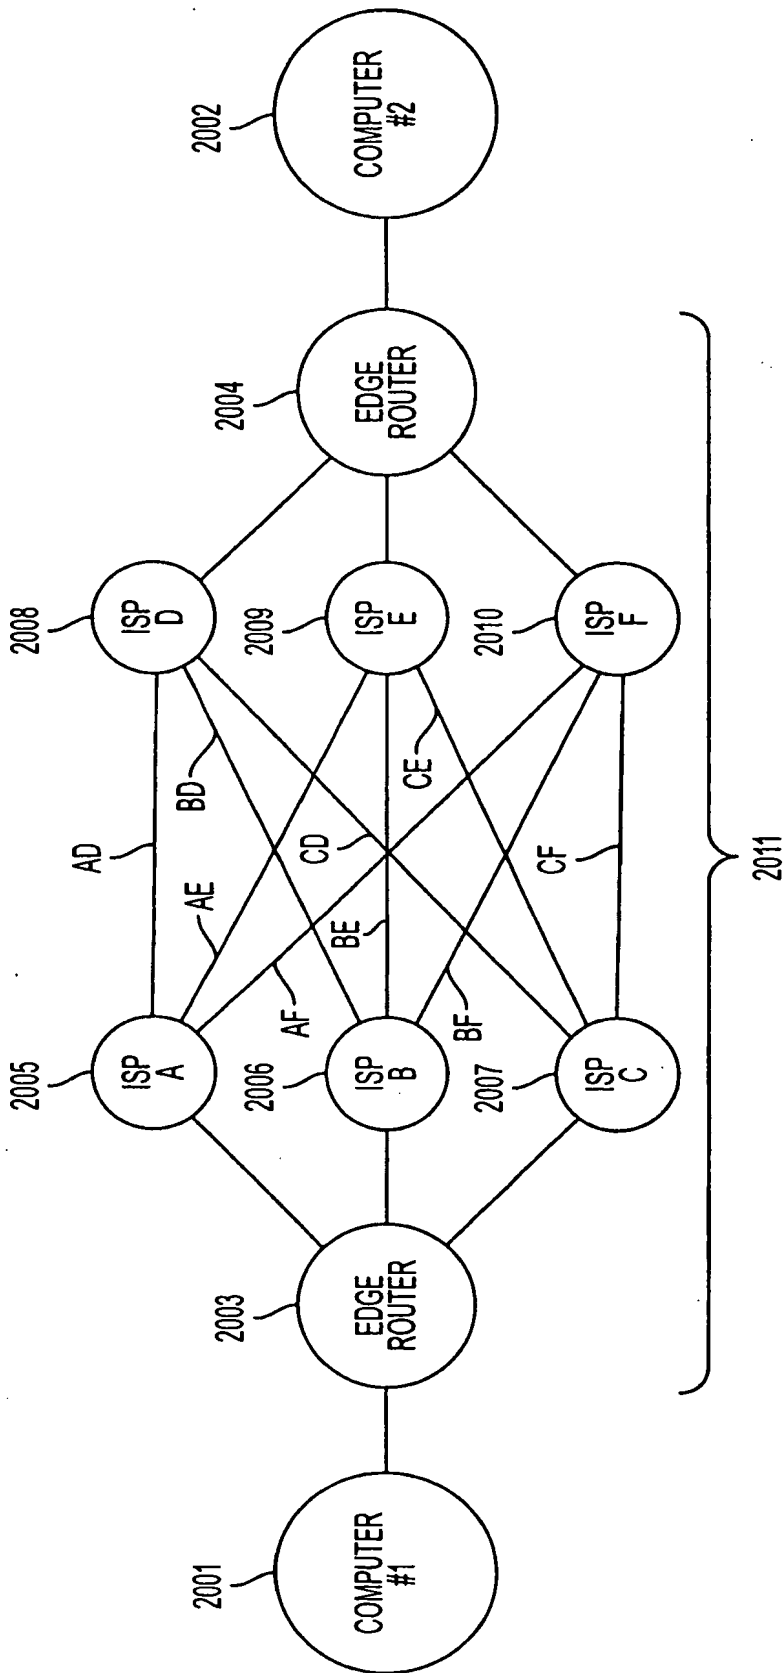 2001
COMPUTER
#1
2003
EDGE
ROUTER
2005
ISP
A
2006
ISP
B
2007
ISP
C
AD
AE
AF
BD
BE
BF
CD
CE
CF
2008
ISP
D
2009
ISP
E
2010
ISP
F
2004
EDGE
ROUTER
2002
COMPUTER
#2
2011